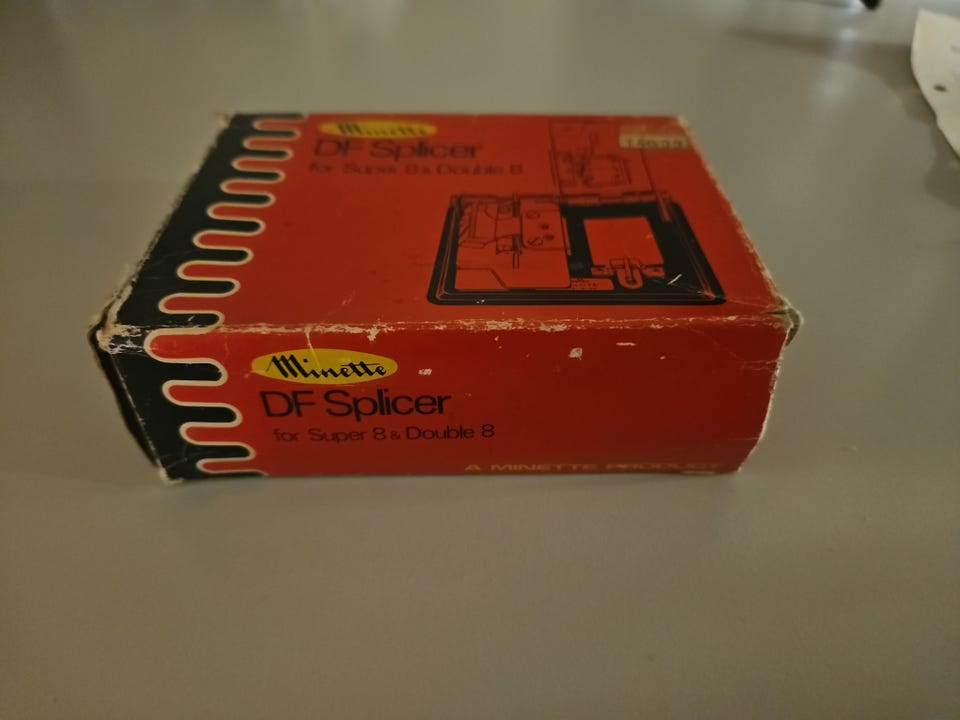 Minette
DF Splicer
for Super 8 & Double 8
Minette
DF Splicer
for Super 8 & Double 8
A MINETTE PRODUCT